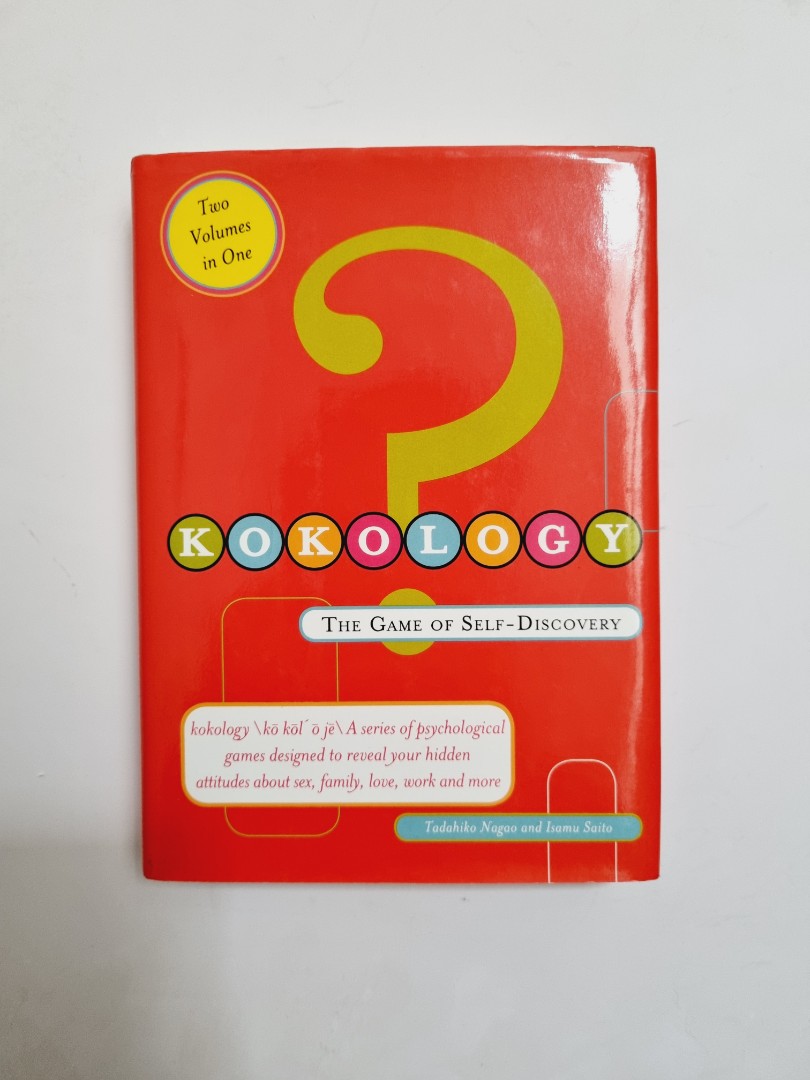 Two
Volumes
in One
KOKOLOGY
THE GAME OF SELF-DISCOVERY
kokology \kō kōl´ ō jē\ A series of psychological
games designed to reveal your hidden
attitudes about sex, family, love, work and more
Tadahiko Nagao and Isamu Saito